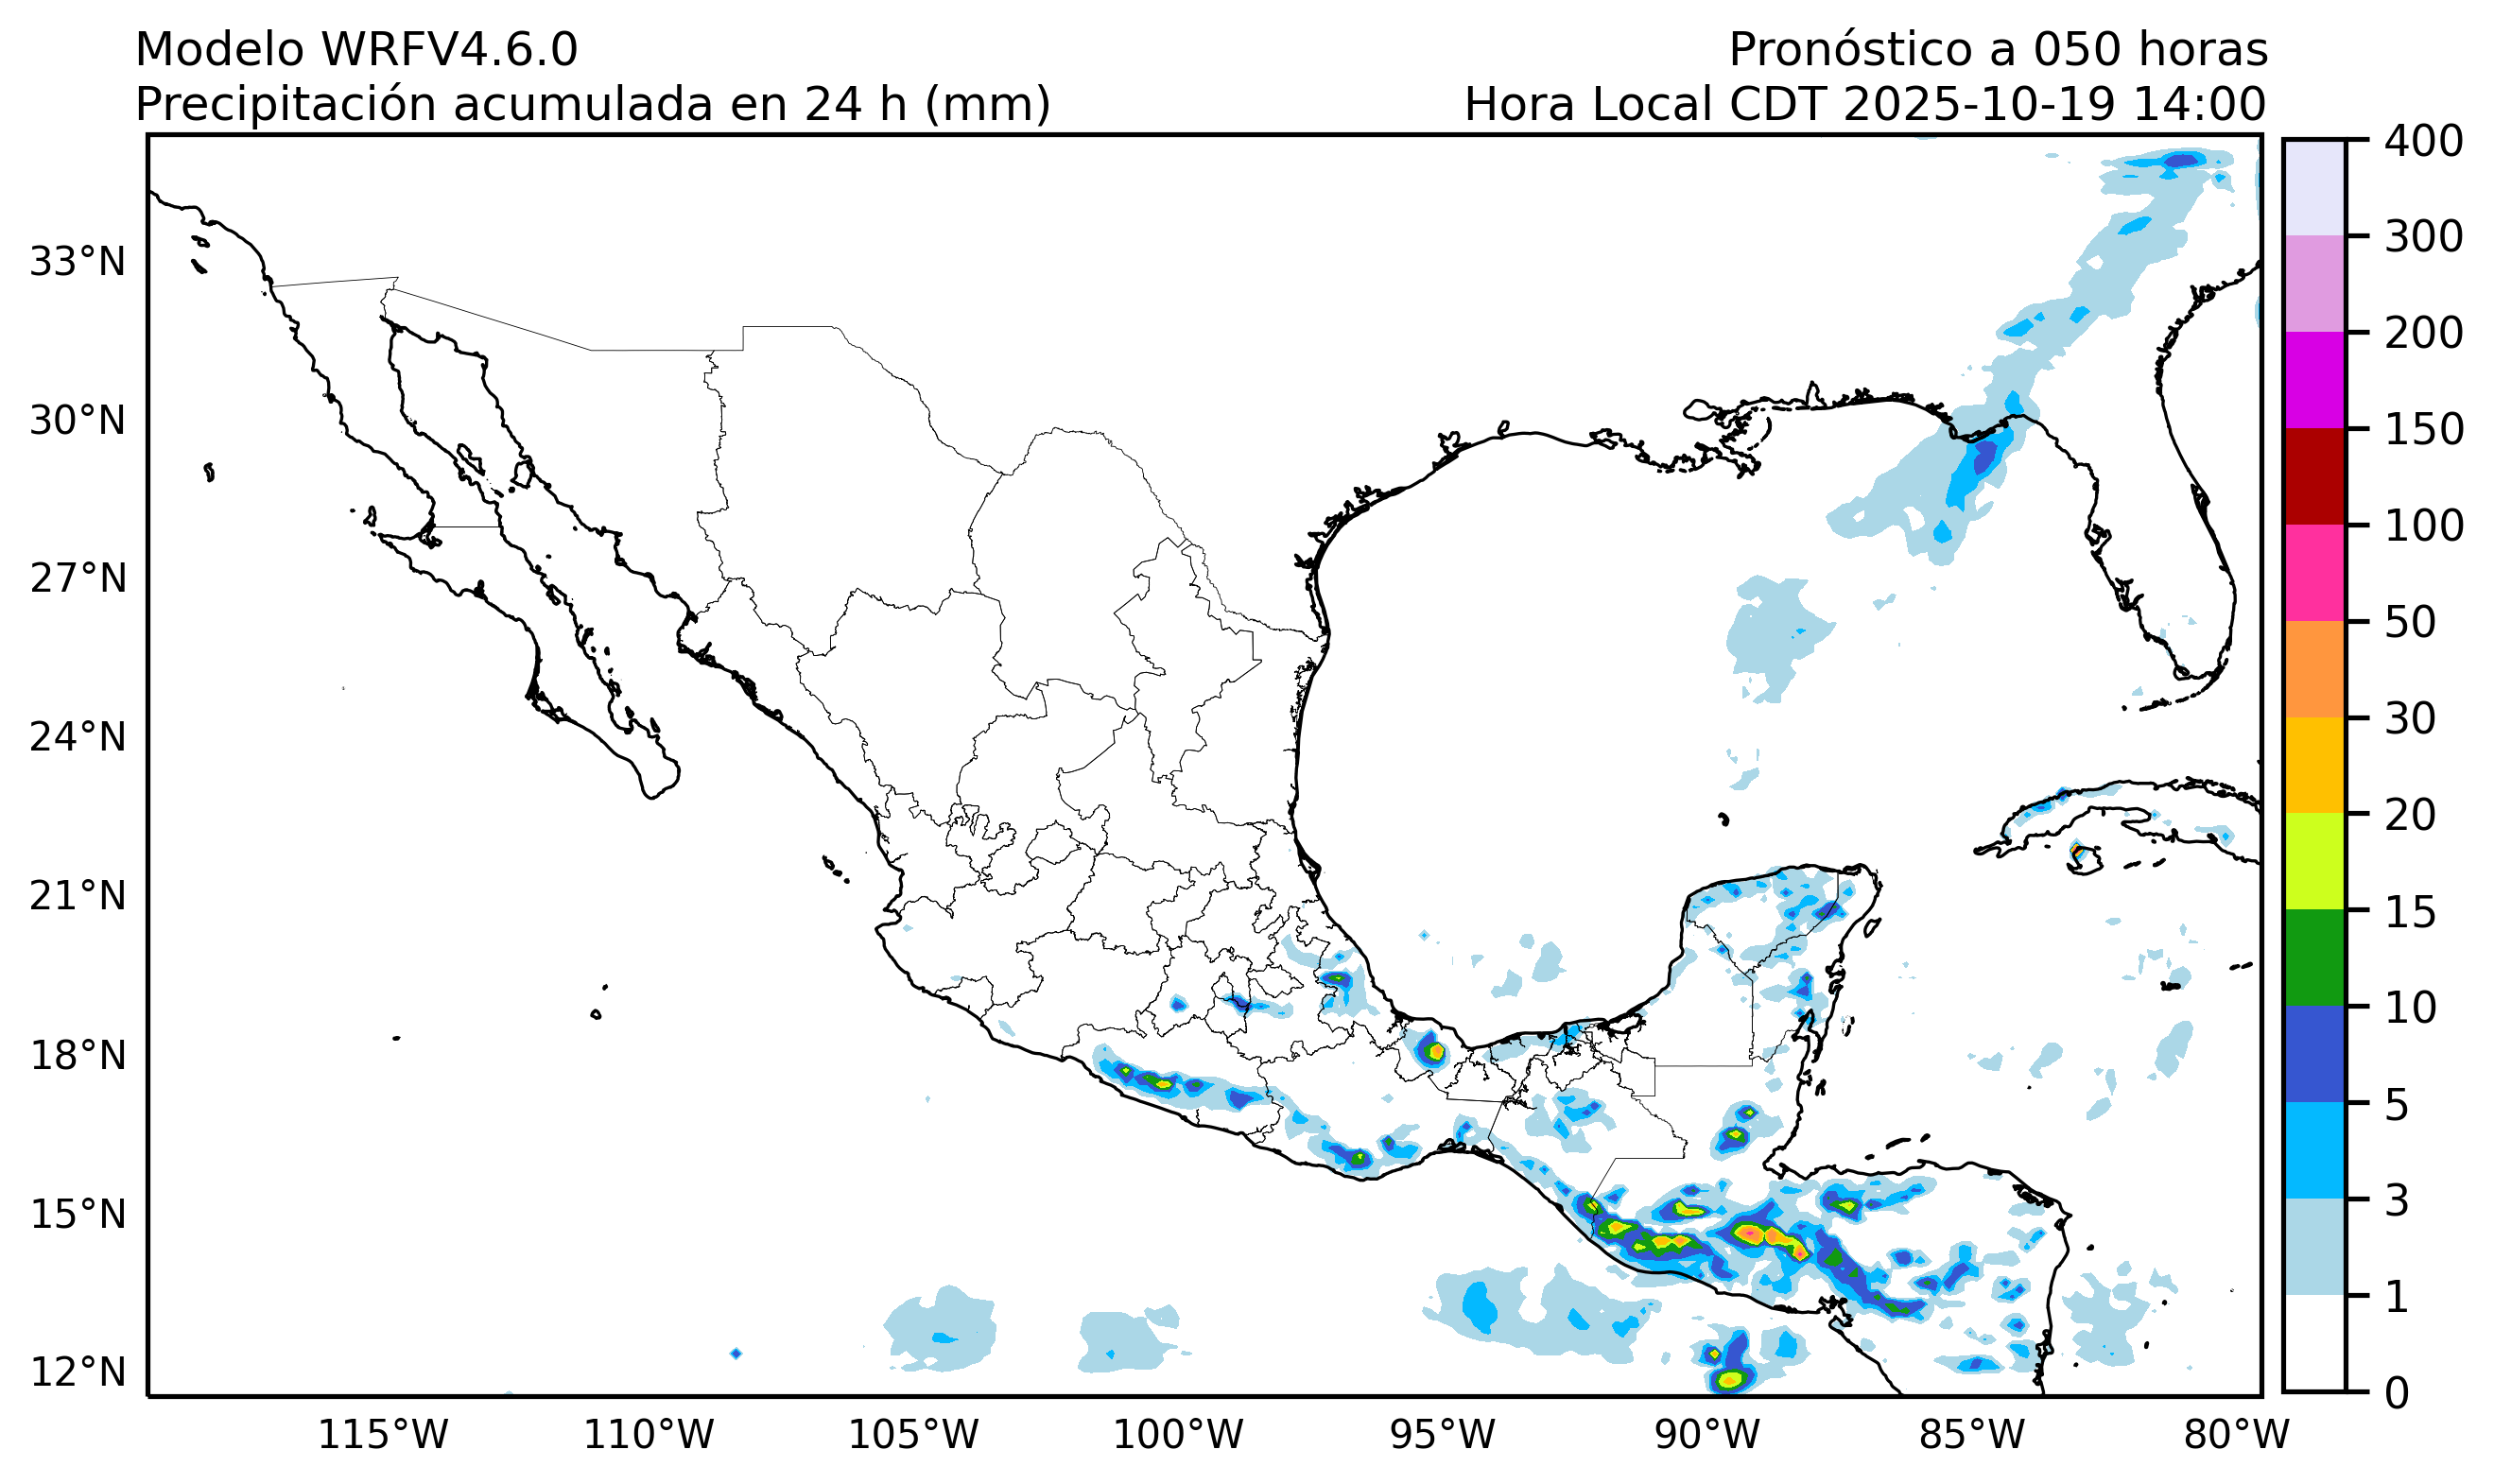 Modelo WRFV4.6.0
Pronóstico a 050 horas
Precipitación acumulada en 24 h (mm)
Hora Local CDT 2025-10-19 14:00
33°N
30°N
27°N
24°N
21°N
18°N
15°N
12°N
115°W
110°W
105°W
100°W
95°W
90°W
85°W
80°W
400
300
200
150
100
50
30
20
15
10
5
3
1
0